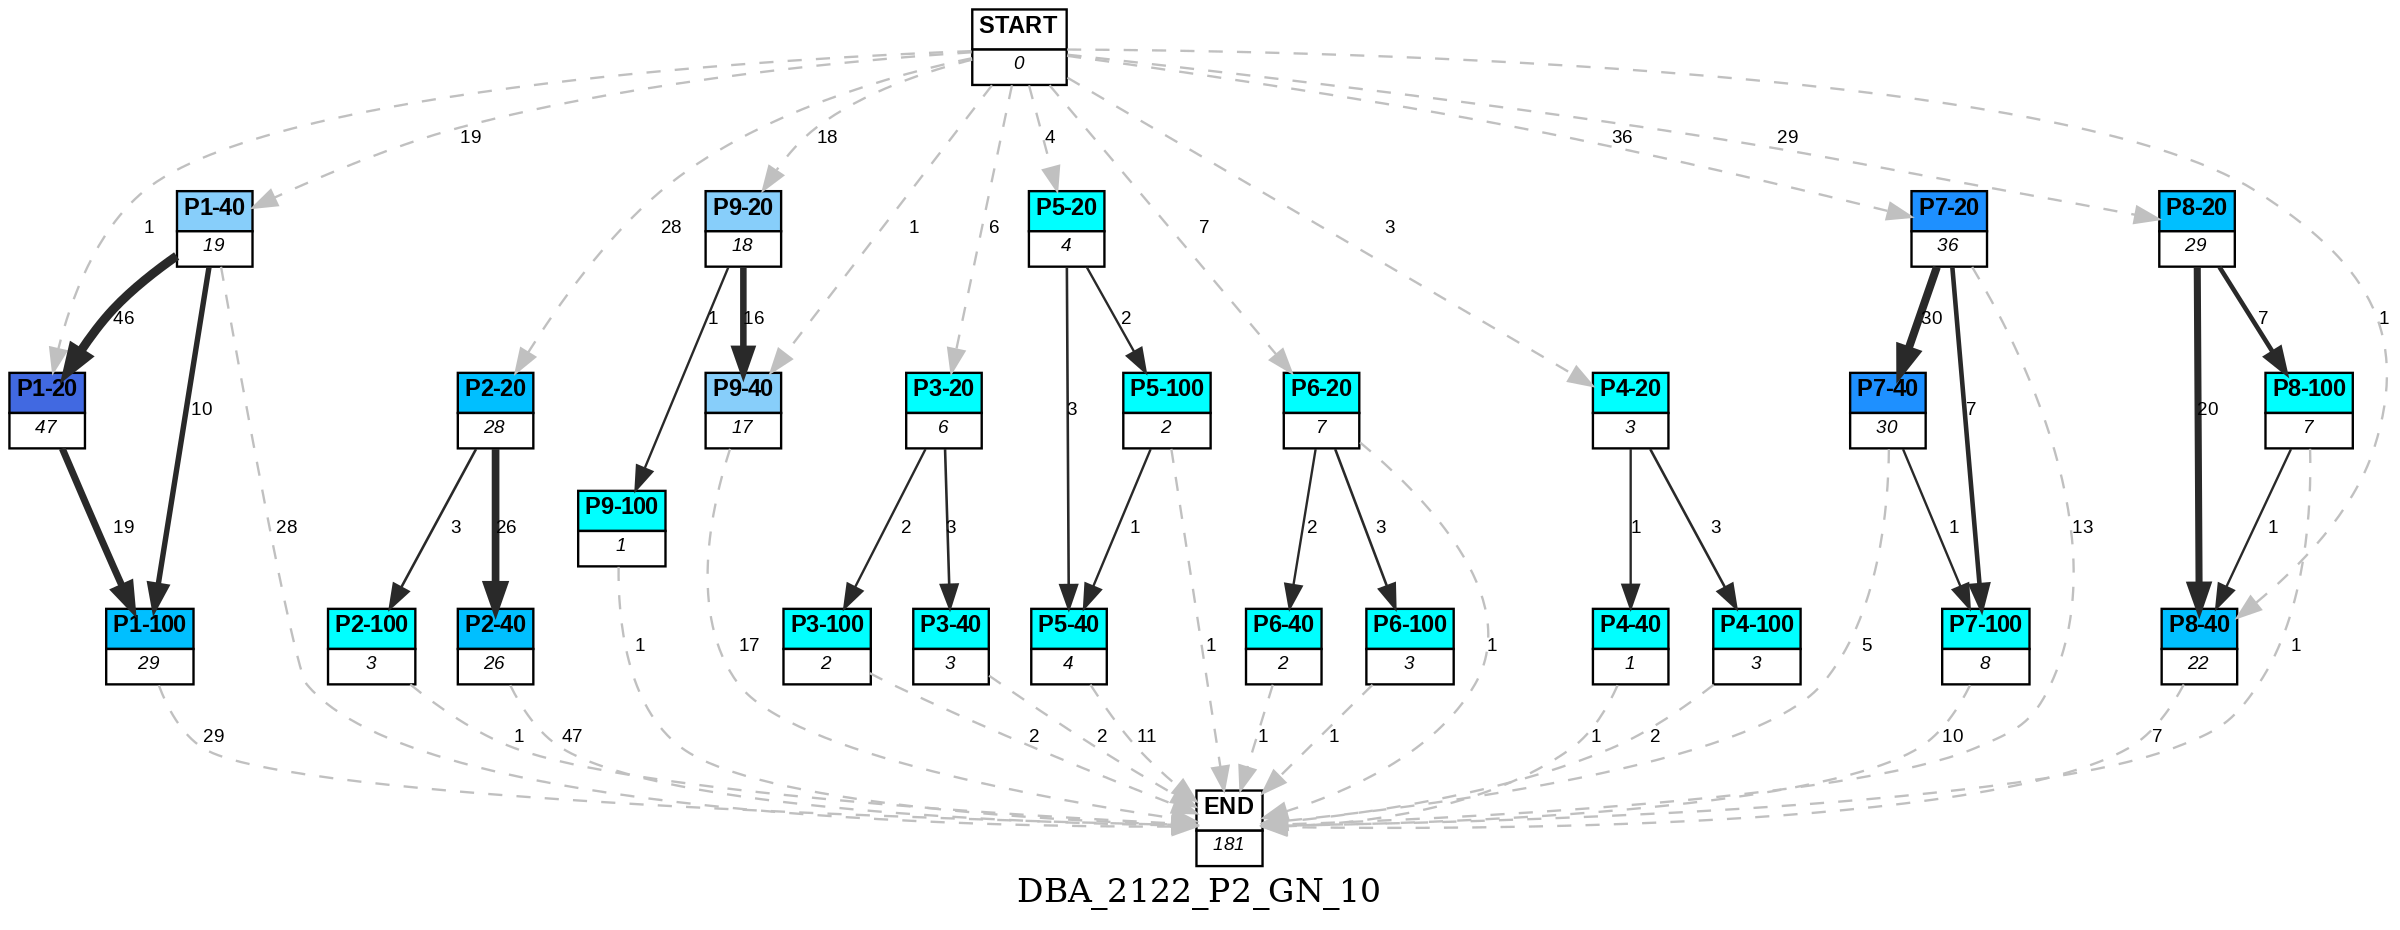 START
0
19
18
4
36
29
P1-40
19
P9-20
18
P5-20
4
P7-20
36
P8-20
29
1
28
1
6
7
3
46
1
16
2
30
7
1
P1-20
47
P2-20
28
P9-40
17
P3-20
6
P5-100
2
P6-20
7
P4-20
3
P7-40
30
P8-100
7
10
3
7
20
P9-100
1
19
28
3
26
2
3
1
2
3
1
3
1
13
1
P1-100
29
P2-100
3
P2-40
26
1
17
P3-100
2
P3-40
3
P5-40
4
1
P6-40
2
P6-100
3
1
P4-40
1
P4-100
3
5
P7-100
8
P8-40
22
1
29
1
47
2
2
11
1
1
1
2
10
7
END
181
DBA_2122_P2_GN_10